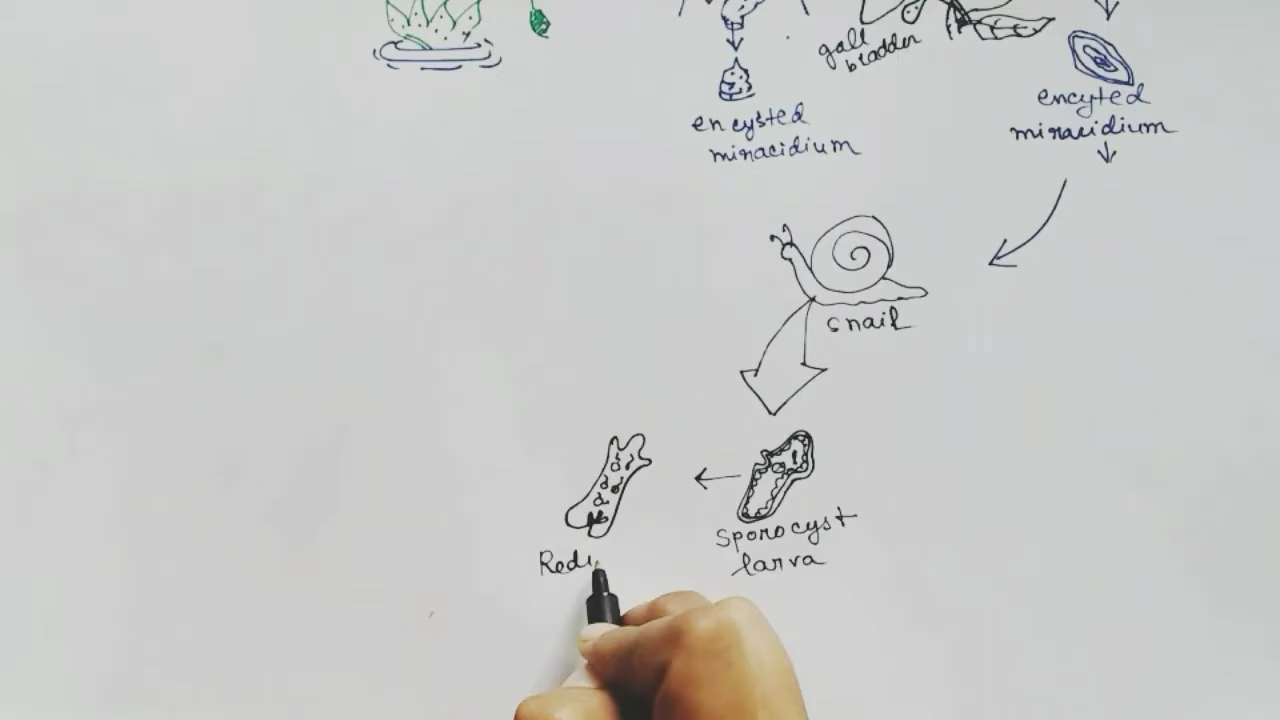 gall
bladder
encysted
miracidium
encyted
miracidium
snail
Sporocyst
larva
Redi